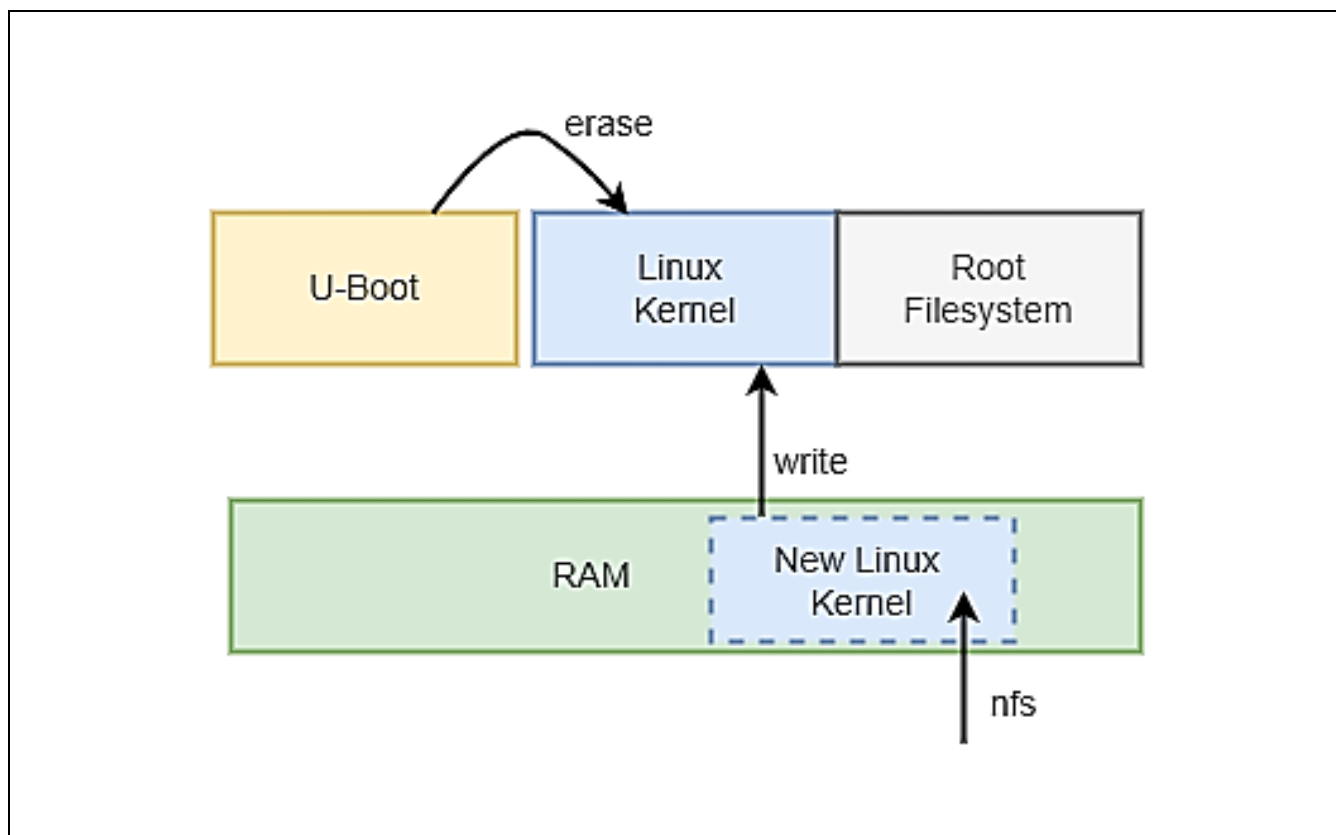 erase
U-Boot
Linux
Kernel
Root
Filesystem
write
RAM
New Linux
Kernel
nfs